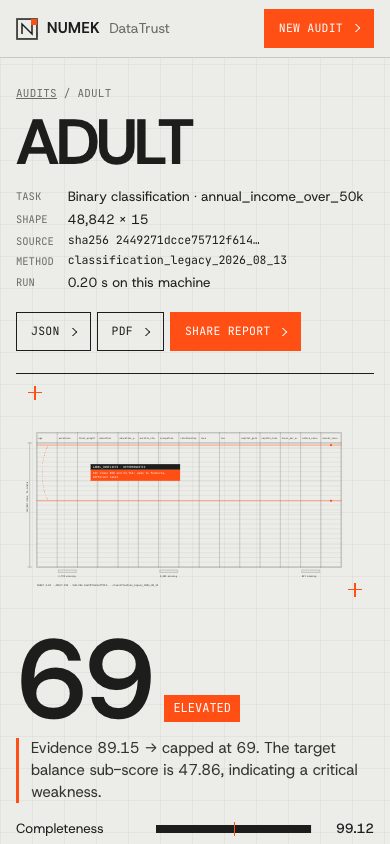 NUMEK DataTrust
NEW AUDIT
AUDITS / ADULT
ADULT
TASK Binary classification · annual_income_over_50k
SHAPE 48,842 × 15
SOURCE sha256 2449271dcce75712f614…
METHOD classification_legacy_2026_08_13
RUN 0.20 s on this machine
JSON
PDF
SHARE REPORT
69 ELEVATED
Evidence 89.15 → capped at 69. The target
balance sub-score is 47.86, indicating a critical
weakness.
Completeness 99.12